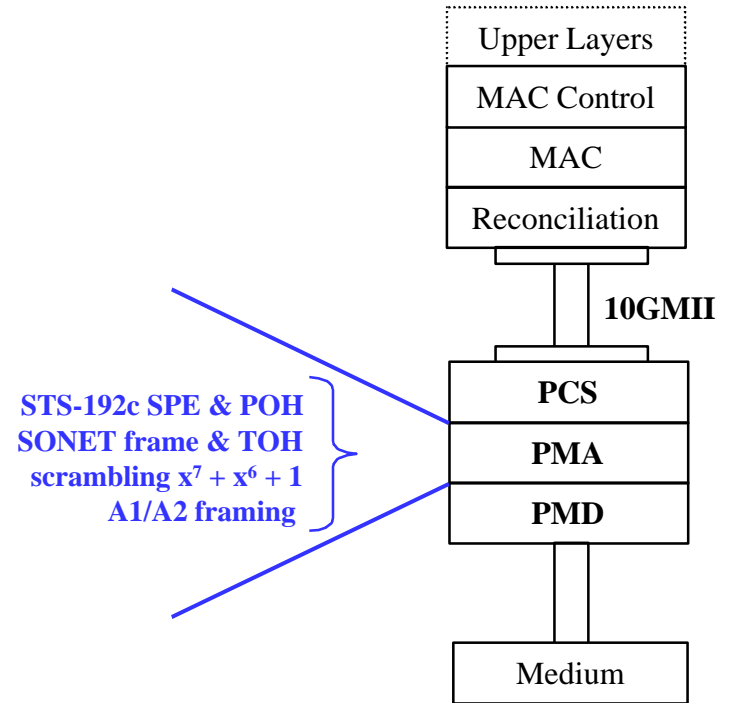 Upper Layers
MAC Control
MAC
Reconciliation
10GMII
PCS
PMA
PMD
Medium
STS-192c SPE & POH
SONET frame & TOH
scrambling x⁷ + x⁶ + 1
A1/A2 framing